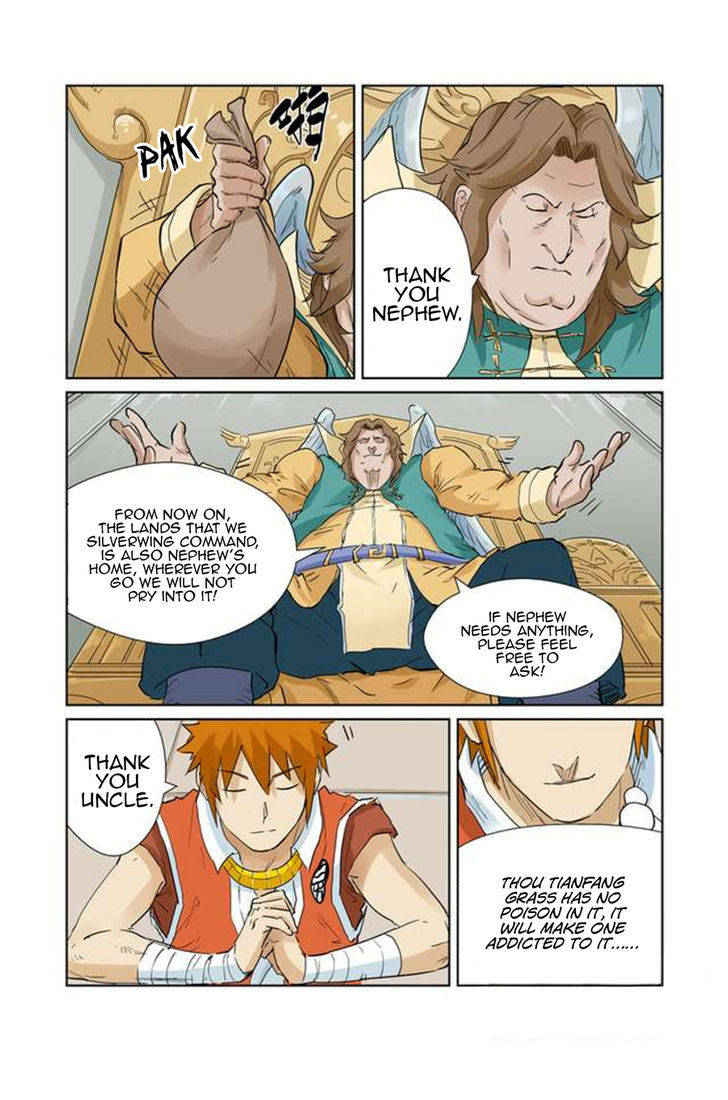 PAK
啪
THANK
YOU
NEPHEW.
FROM NOW ON,
THE LANDS THAT WE
SILVERWING COMMAND,
IS ALSO NEPHEW'S
HOME, WHEREVER YOU
GO WE WILL NOT
PRY INTO IT!
IF NEPHEW
NEEDS ANYTHING,
PLEASE FEEL
FREE TO
ASK!
THANK
YOU
UNCLE.
THOU TIANFANG
GRASS HAS NO
POISON IN IT, IT
WILL MAKE ONE
ADDICTED TO IT......